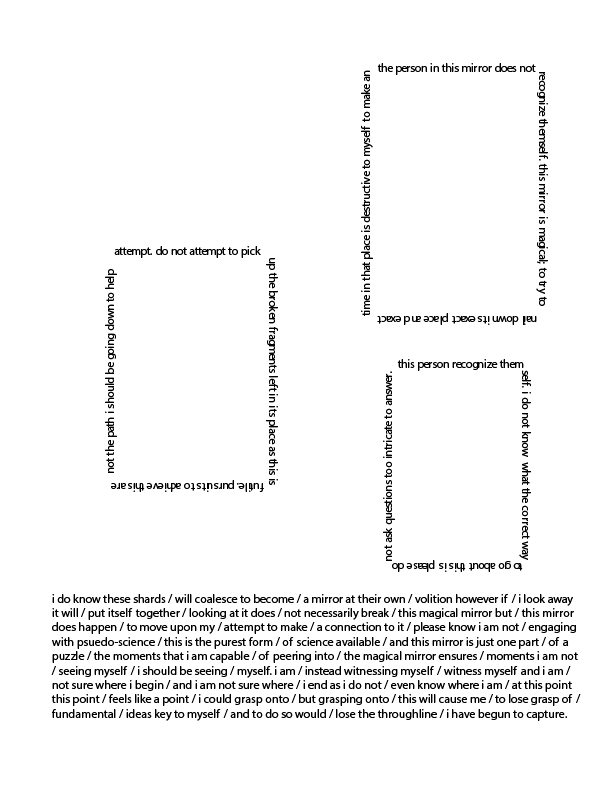 the person in this mirror does not
recognize themself. this mirror is magical; to try to
nail down its exact place and exact
time in that place is destructive to myself to make an
attempt. do not attempt to pick
up the broken fragments left in its place as this is
futile. pursuits to achieve this are
not the path i should be going down to help
this person recognize them
self. i do not know what the correct way
to go about this is please do
not ask questions too intricate to answer.
i do know these shards / will coalesce to become / a mirror at their own / volition however if / i look away
it will / put itself together / looking at it does / not necessarily break / this magical mirror but / this mirror
does happen / to move upon my / attempt to make / a connection to it / please know i am not / engaging
with psuedo-science / this is the purest form / of science available / and this mirror is just one part / of a
puzzle / the moments that i am capable / of peering into / the magical mirror ensures / moments i am not
/ seeing myself / i should be seeing / myself. i am / instead witnessing myself / witness myself and i am /
not sure where i begin / and i am not sure where / i end as i do not / even know where i am / at this point
this point / feels like a point / i could grasp onto / but grasping onto / this will cause me / to lose grasp of /
fundamental / ideas key to myself / and to do so would / lose the throughline / i have begun to capture.